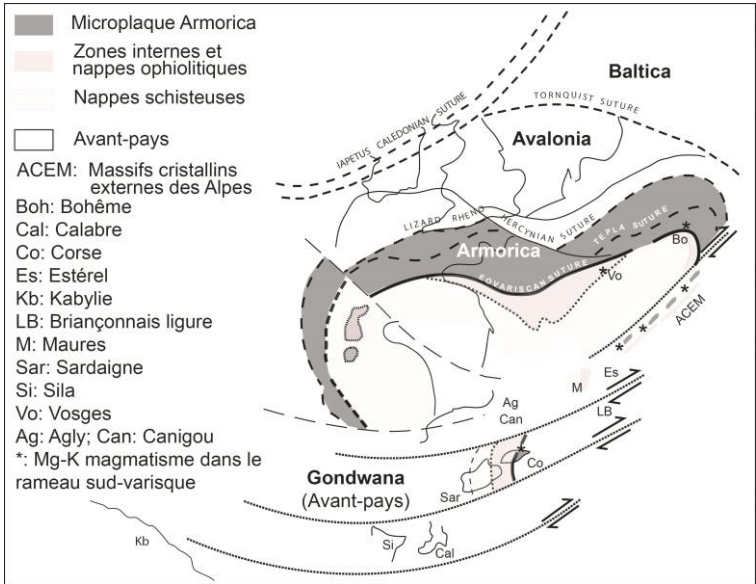 Microplaque Armorica
Zones internes et
nappes ophiolitiques
Nappes schisteuses
Avant-pays
ACEM: Massifs cristallins
externes des Alpes
Boh: Bohême
Cal: Calabre
Co: Corse
Es: Estérel
Kb: Kabylie
LB: Briançonnais ligure
M: Maures
Sar: Sardaigne
Si: Sila
Vo: Vosges
Ag: Agly; Can: Canigou
*: Mg-K magmatisme dans le
rameau sud-varisque
Baltica
TORNQUIST SUTURE
IAPETUS CALEDONIAN SUTURE
Avalonia
LIZARD RHENO HERCYNIAN SUTURE
TEPLA SUTURE
Armorica
EOVARISCAN SUTURE
Bo
*
* Vo
*
*
*
*
ACEM
Es
M
LB
Ag
Can
*
Co
Gondwana
(Avant-pays)
Sar
Si
Cal
Kb